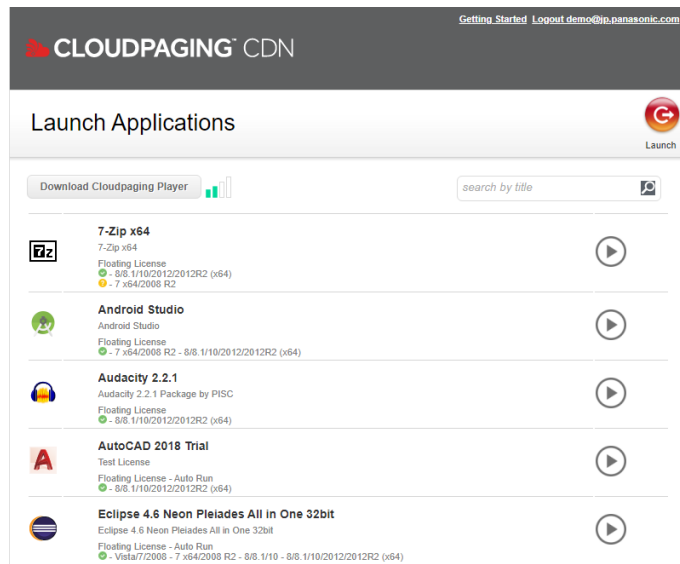 Getting Started Logout demo@jp.panasonic.com
CLOUDPAGING™ CDN
Launch Applications
Launch
Download Cloudpaging Player
search by title
7-Zip x64
7-Zip x64
Floating License
- 8/8.1/10/2012/2012R2 (x64)
- 7 x64/2008 R2
Android Studio
Android Studio
Floating License
- 7 x64/2008 R2 - 8/8.1/10/2012/2012R2 (x64)
Audacity 2.2.1
Audacity 2.2.1 Package by PISC
Floating License
- 8/8.1/10/2012/2012R2 (x64)
AutoCAD 2018 Trial
Test License
Floating License - Auto Run
- 8/8.1/10/2012/2012R2 (x64)
Eclipse 4.6 Neon Pleiades All in One 32bit
Eclipse 4.6 Neon Pleiades All in One 32bit
Floating License - Auto Run
- Vista/7/2008 - 7 x64/2008 R2 - 8/8.1/10 - 8/8.1/10/2012/2012R2 (x64)